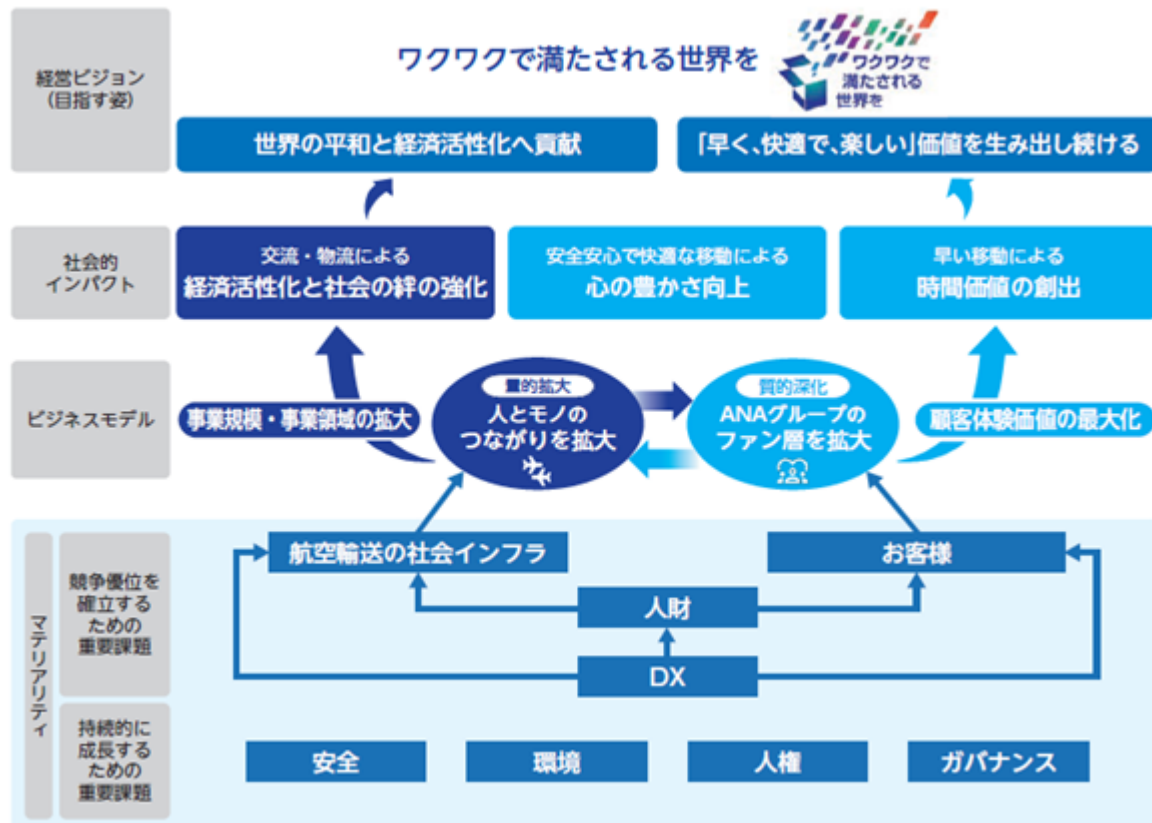 経営ビジョン
(目指す姿)
ワクワクで満たされる世界を
ワクワクで
満たされる
世界を
世界の平和と経済活性化へ貢献
「早く、快適で、楽しい」価値を生み出し続ける
社会的
インパクト
交流・物流による
経済活性化と社会の絆の強化
安全安心で快適な移動による
心の豊かさ向上
早い移動による
時間価値の創出
ビジネスモデル
事業規模・事業領域の拡大
量的拡大
人とモノの
つながりを拡大
質的深化
ANAグループの
ファン層を拡大
顧客体験価値の最大化
マテリアリティ
競争優位を
確立する
ための
重要課題
航空輸送の社会インフラ
お客様
人財
DX
持続的に
成長する
ための
重要課題
安全
環境
人権
ガバナンス